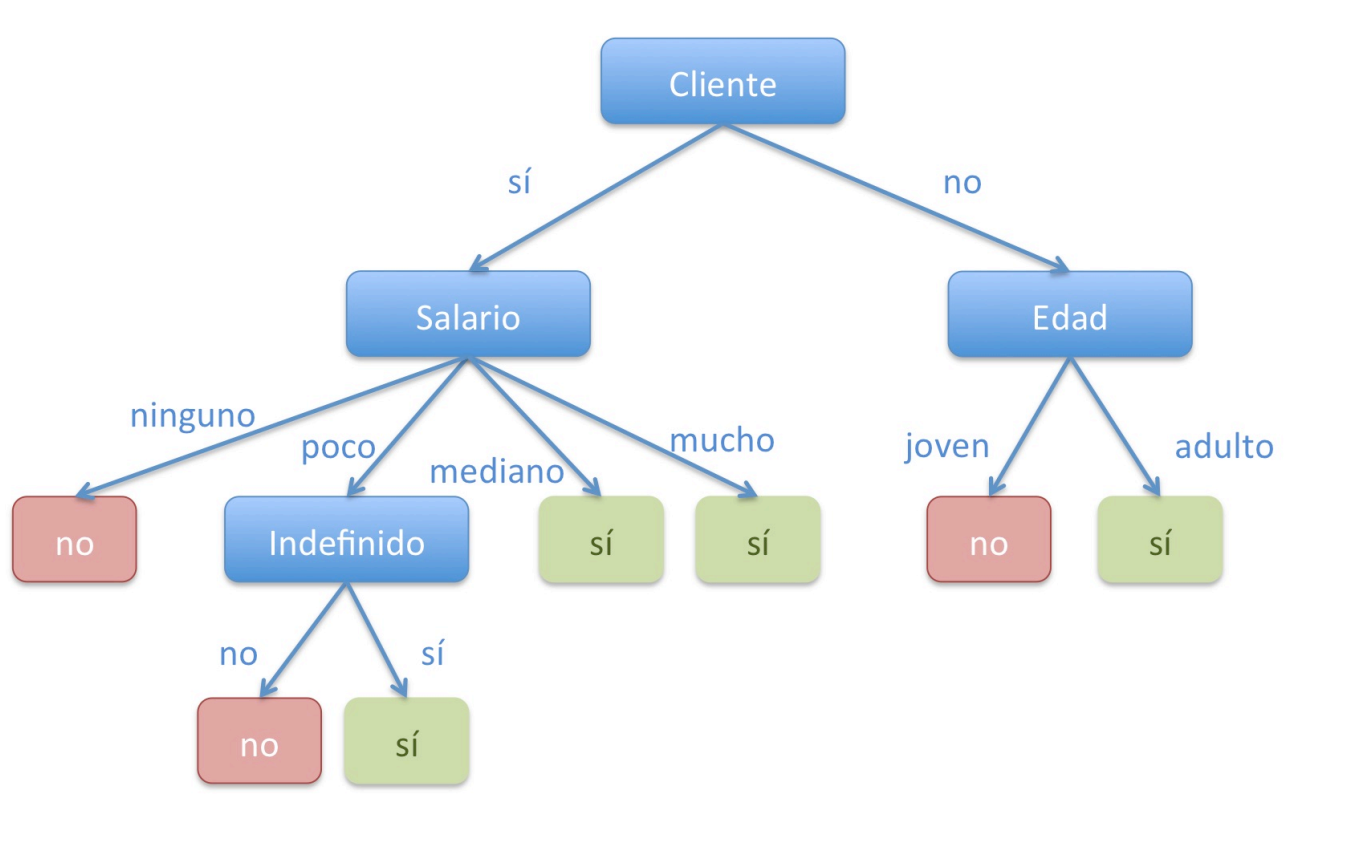 Cliente
sí
no
Salario
Edad
ninguno
poco
mediano
mucho
joven
adulto
no
Indefinido
sí
sí
no
sí
no
sí
no
sí